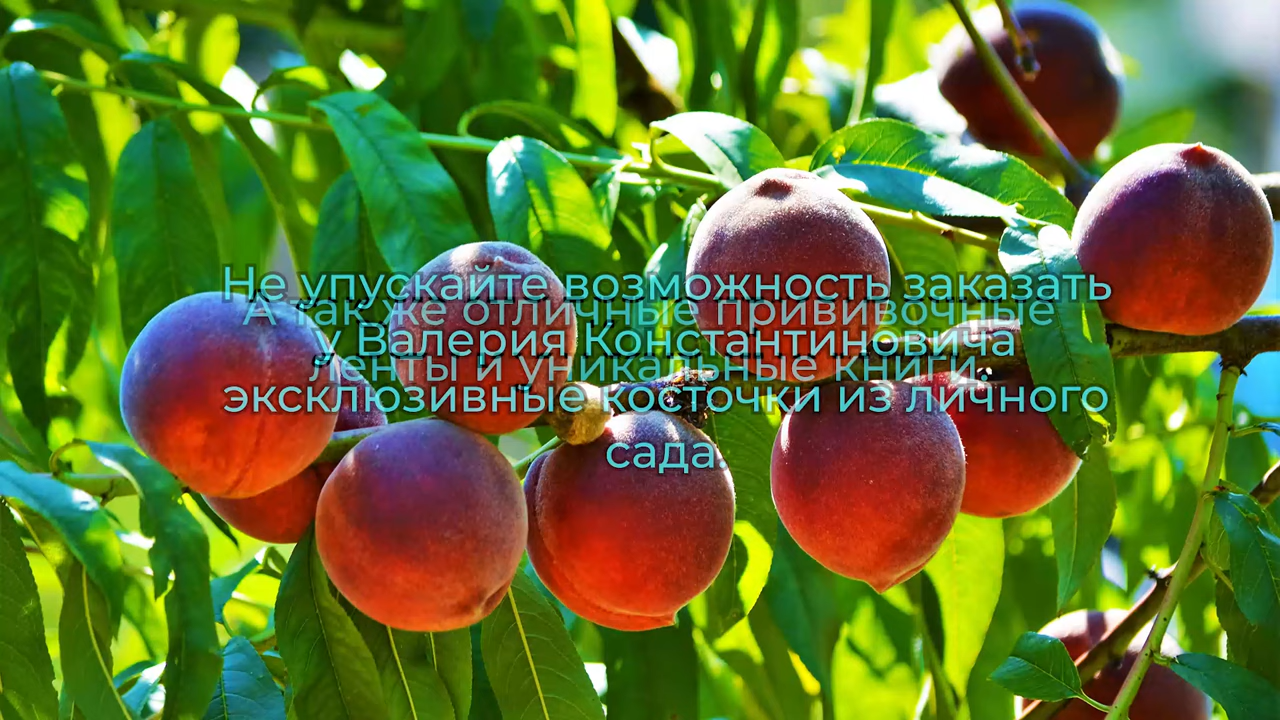 Не упускайте возможность заказать
А так же отличные прививочные
у Валерия Константиновича
ленты и уникальные книги.
эксклюзивные косточки из личного
сада.